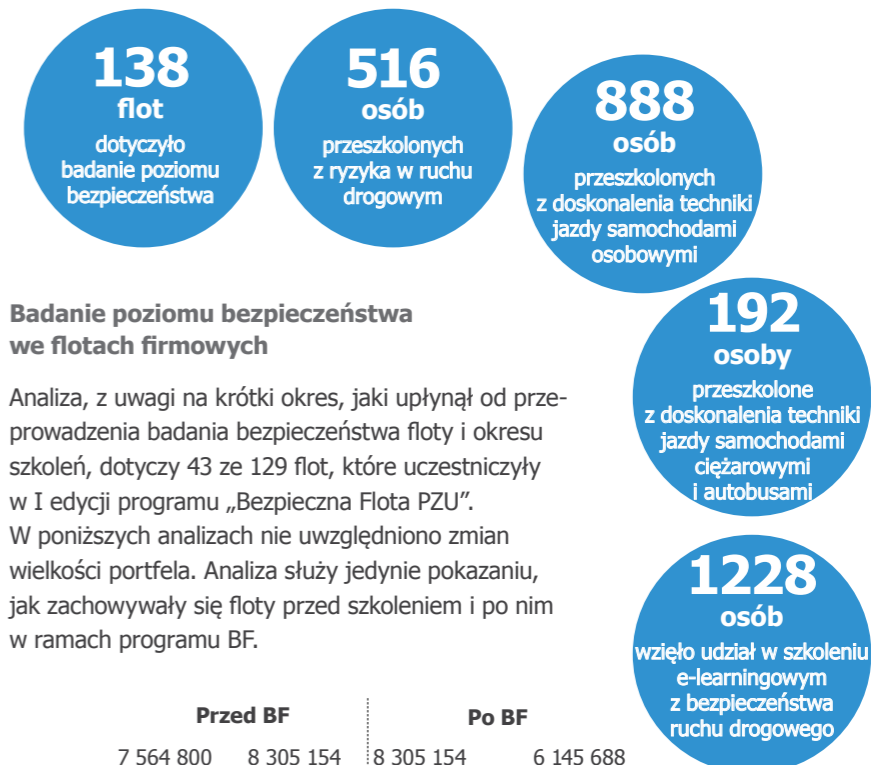 138
flot
dotyczyło
badanie poziomu
bezpieczeństwa
516
osób
przeszkolonych
z ryzyka w ruchu
drogowym
888
osób
przeszkolonych
z doskonalenia techniki
jazdy samochodami
osobowymi
192
osoby
przeszkolone
z doskonalenia techniki
jazdy samochodami
ciężarowymi
i autobusami
1228
osób
wzięło udział w szkoleniu
e-learningowym
z bezpieczeństwa
ruchu drogowego
Badanie poziomu bezpieczeństwa
we flotach firmowych
Analiza, z uwagi na krótki okres, jaki upłynął od prze-
prowadzenia badania bezpieczeństwa floty i okresu
szkoleń, dotyczy 43 ze 129 flot, które uczestniczyły
w I edycji programu „Bezpieczna Flota PZU”.
W poniższych analizach nie uwzględniono zmian
wielkości portfela. Analiza służy jedynie pokazaniu,
jak zachowywały się floty przed szkoleniem i po nim
w ramach programu BF.
Przed BF Po BF
7 564 800 8 305 154 8 305 154 6 145 688